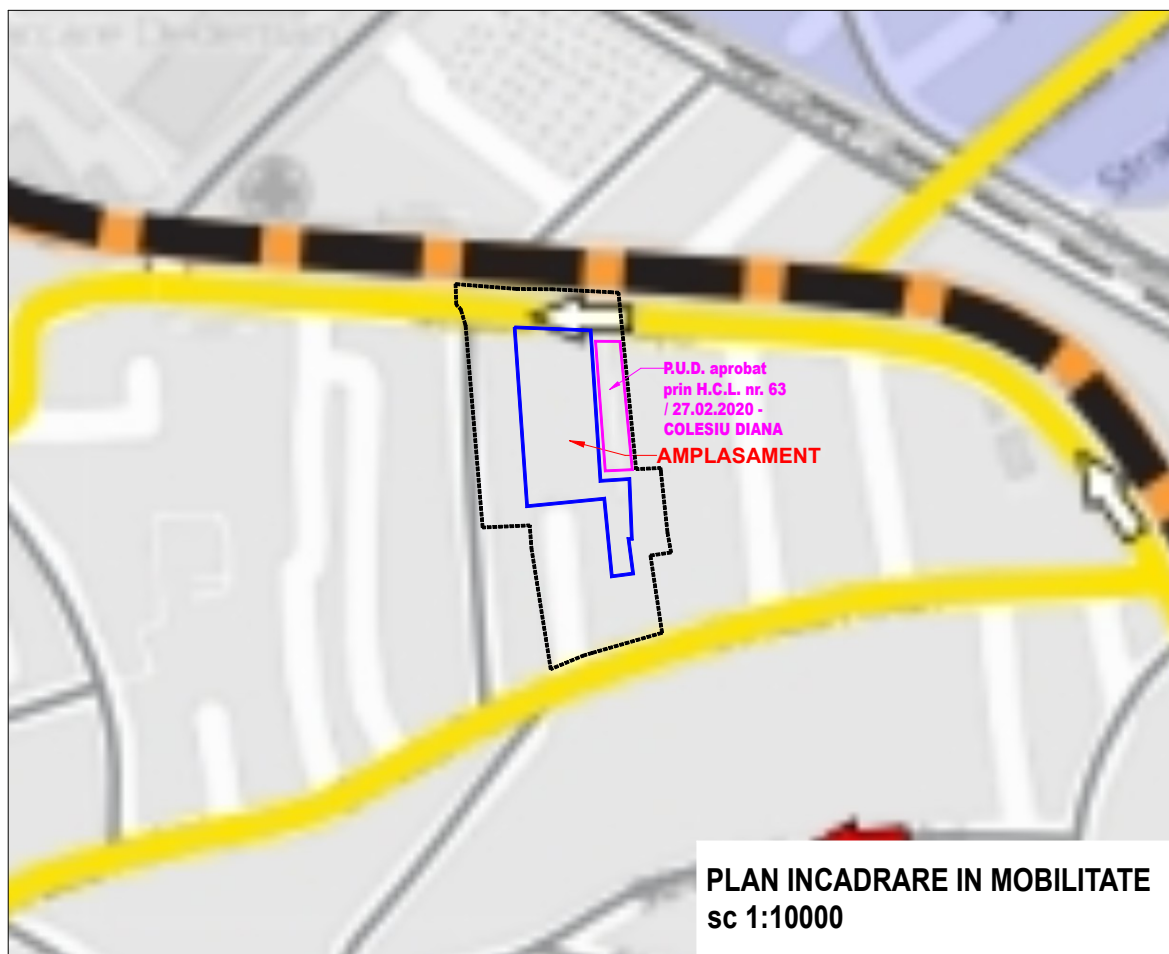 P.U.D. aprobat
prin H.C.L. nr. 63
/ 27.02.2020 -
COLESIU DIANA
AMPLASAMENT
PLAN INCADRARE IN MOBILITATE
sc 1:10000